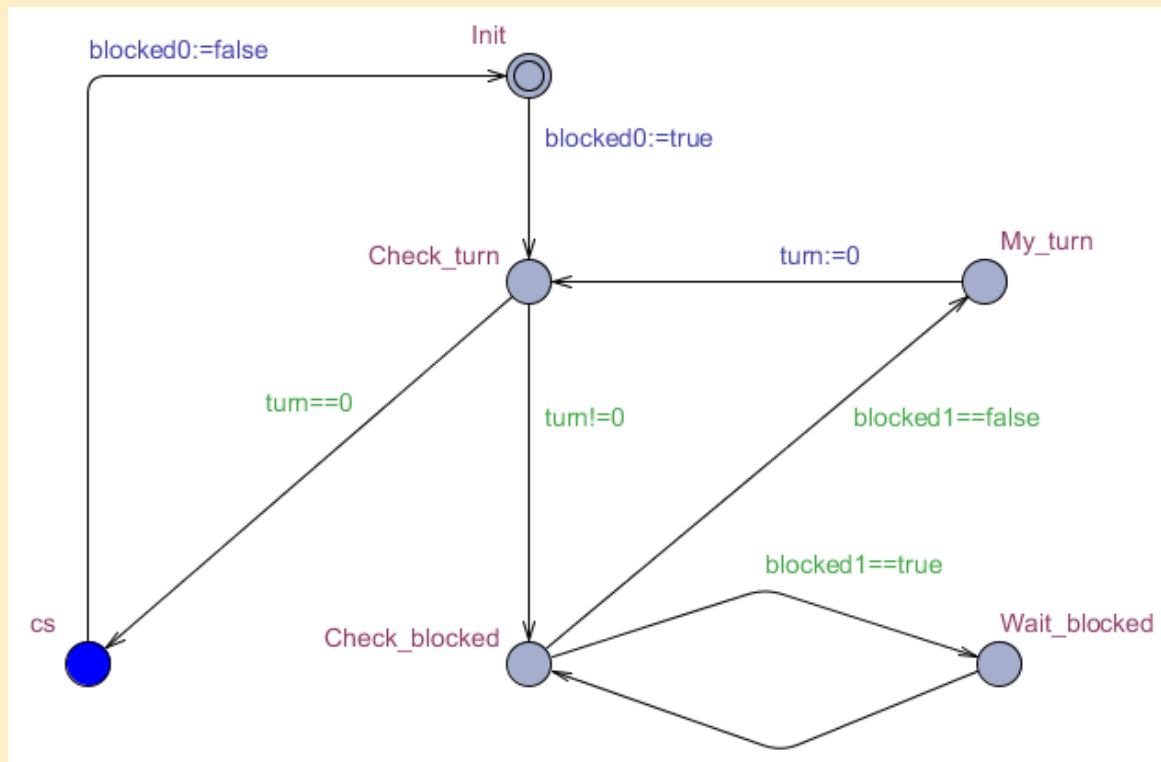 Init
blocked0:=false
blocked0:=true
Check_turn
My_turn
turn:=0
turn==0
turn!=0
blocked1==false
blocked1==true
cs
Check_blocked
Wait_blocked